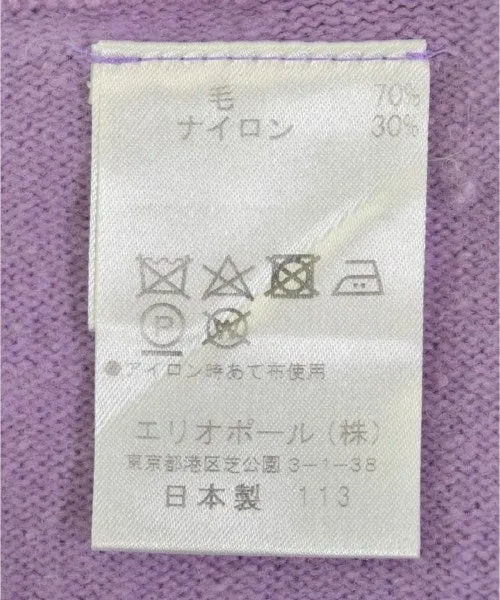 毛 70%
ナイロン 30%
P W
●アイロン時あて布使用
エリオポール(株)
東京都港区芝公園 3-1-38
日本製 113